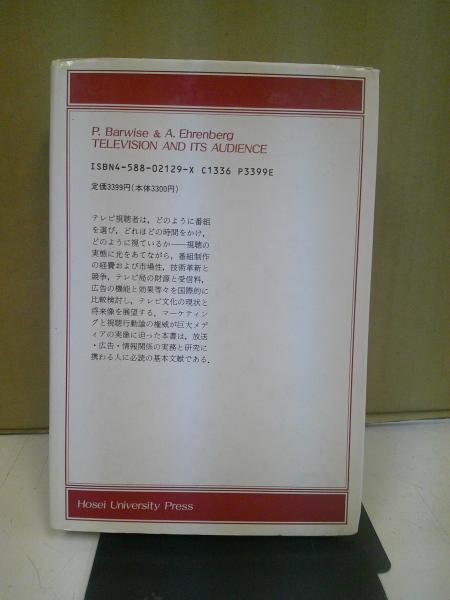 P. Barwise & A. Ehrenberg
TELEVISION AND ITS AUDIENCE
ISBN4-588-02129-X C1336 P3399E
定価3399円(本体3300円)
テレビ視聴者は，どのように番組
を選び，どれほどの時間をかけ，
どのように視ているか——視聴の
実態に光をあてながら，番組制作
の経費および市場性，技術革新と
競争，テレビ局の財源と受信料，
広告の機能と効果等々を国際的に
比較検討し，テレビ文化の現状と
将来像を展望する．マーケティン
グと視聴行動論の権威が巨大メデ
ィアの実像に迫った本書は，放送
・広告・情報関係の実務と研究に
携わる人に必読の基本文献である．
Hosei University Press